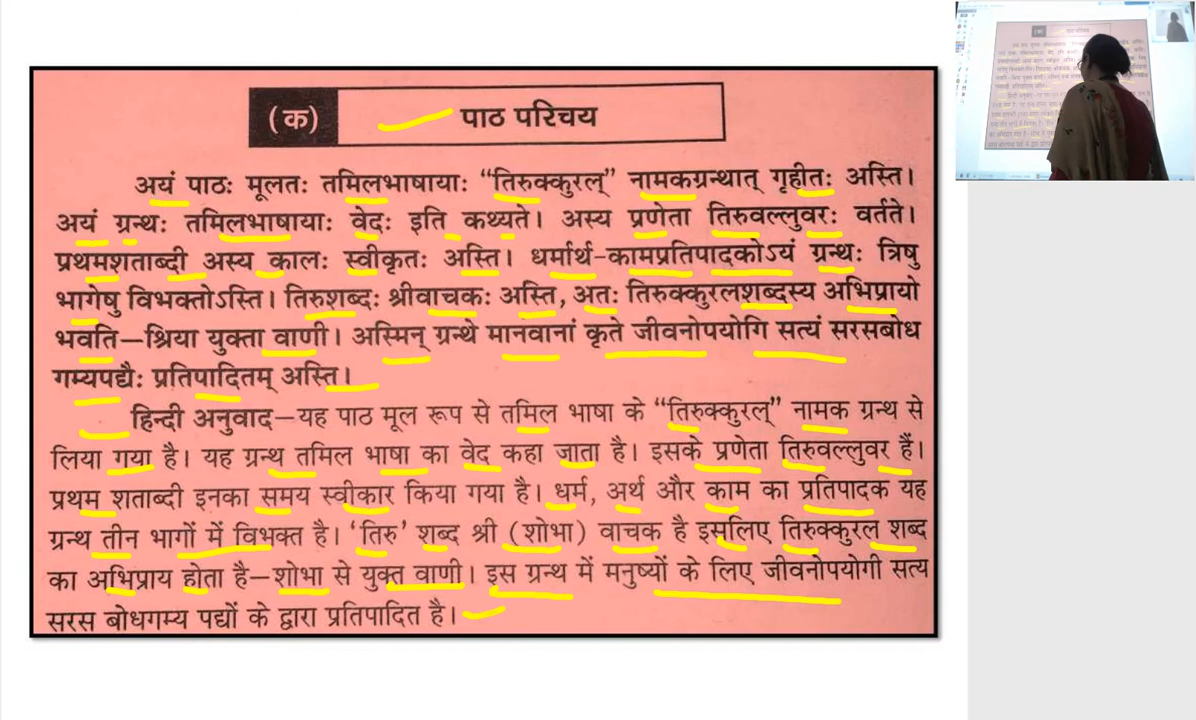 (क) पाठ परिचय
अयं पाठः मूलतः तमिलभाषायाः “तिरुक्कुरल्” नामकग्रन्थात् गृहीतः अस्ति।
अयं ग्रन्थः तमिलभाषायाः वेदः इति कथ्यते। अस्य प्रणेता तिरुवल्लुवरः वर्तते।
प्रथमशताब्दी अस्य कालः स्वीकृतः अस्ति। धर्मार्थ-कामप्रतिपादकोऽयं ग्रन्थः त्रिषु
भागेषु विभक्तोऽस्ति। तिरुशब्दः श्रीवाचकः अस्ति, अतः तिरुक्कुरलशब्दस्य अभिप्रायो
भवति—श्रिया युक्ता वाणी। अस्मिन् ग्रन्थे मानवानां कृते जीवनोपयोगि सत्यं सरसबोध
गम्यपद्यैः प्रतिपादितम् अस्ति।
हिन्दी अनुवाद—यह पाठ मूल रूप से तमिल भाषा के “तिरुक्कुरल्” नामक ग्रन्थ से
लिया गया है। यह ग्रन्थ तमिल भाषा का वेद कहा जाता है। इसके प्रणेता तिरुवल्लुवर हैं।
प्रथम शताब्दी इनका समय स्वीकार किया गया है। धर्म, अर्थ और काम का प्रतिपादक यह
ग्रन्थ तीन भागों में विभक्त है। ‘तिरु’ शब्द श्री (शोभा) वाचक है इसलिए तिरुक्कुरल शब्द
का अभिप्राय होता है—शोभा से युक्त वाणी। इस ग्रन्थ में मनुष्यों के लिए जीवनोपयोगी सत्य
सरस बोधगम्य पद्यों के द्वारा प्रतिपादित है।